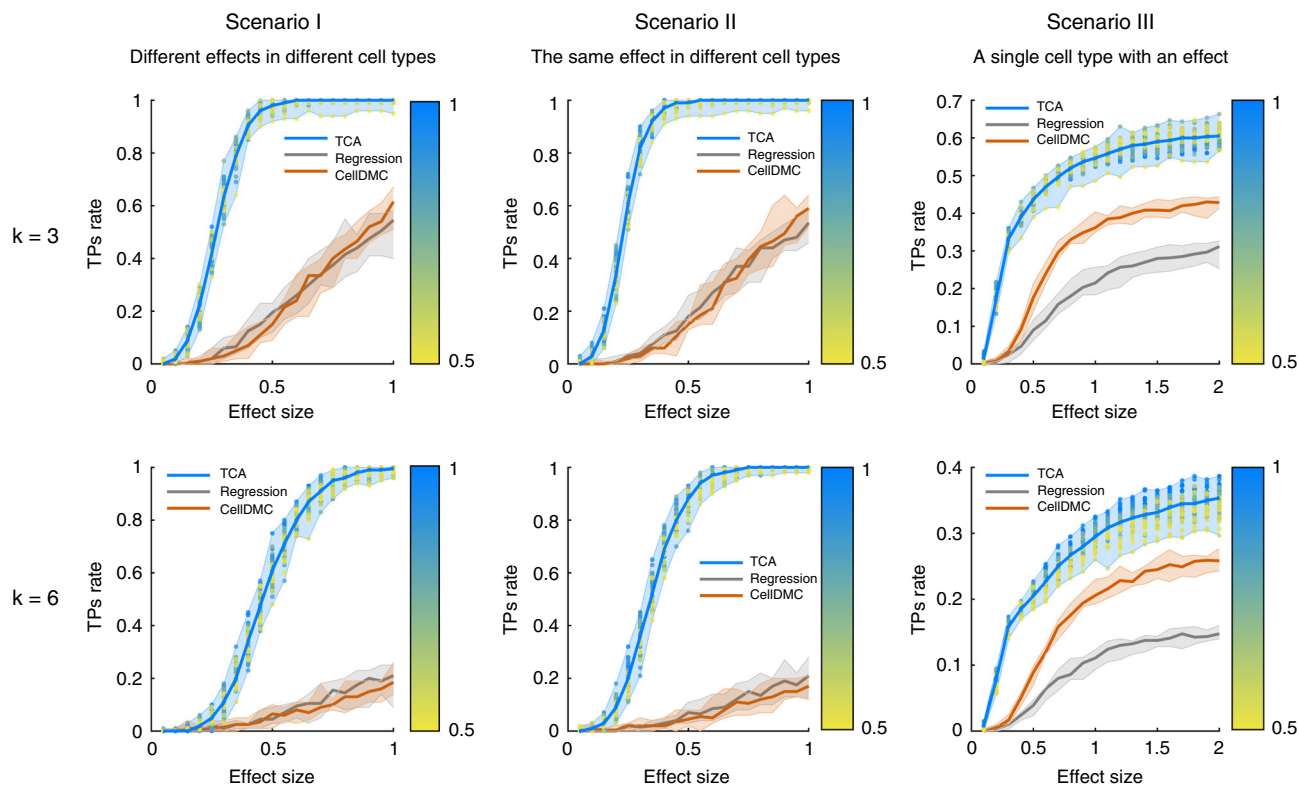 Scenario I
Different effects in different cell types
Scenario II
The same effect in different cell types
Scenario III
A single cell type with an effect
k = 3
TPs rate
1
0.8
0.6
0.4
0.2
0
0
0.5
1
Effect size
TCA
Regression
CellDMC
1
0.5
TPs rate
1
0.8
0.6
0.4
0.2
0
0
0.5
1
Effect size
TCA
Regression
CellDMC
1
0.5
TPs rate
0.7
0.6
0.5
0.4
0.3
0.2
0.1
0
0
0.5
1
1.5
2
Effect size
TCA
Regression
CellDMC
1
0.5
k = 6
TPs rate
1
0.8
0.6
0.4
0.2
0
0
0.5
1
Effect size
TCA
Regression
CellDMC
1
0.5
TPs rate
1
0.8
0.6
0.4
0.2
0
0
0.5
1
Effect size
TCA
Regression
CellDMC
1
0.5
TPs rate
0.4
0.3
0.2
0.1
0
0
0.5
1
1.5
2
Effect size
TCA
Regression
CellDMC
1
0.5